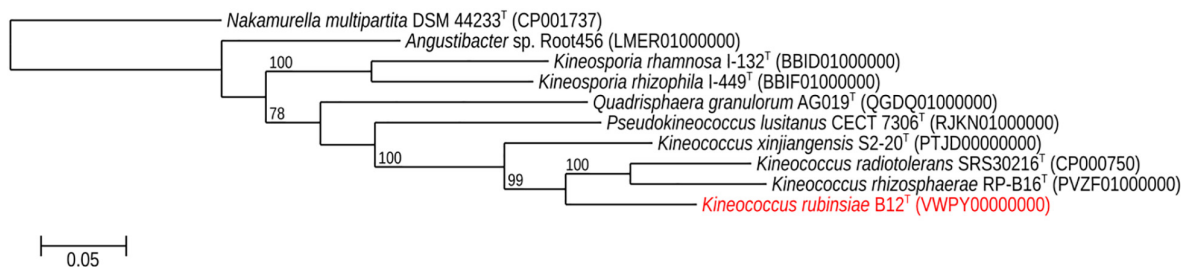 Nakamurella multipartita DSM 44233T (CP001737)
Angustibacter sp. Root456 (LMER01000000)
100
Kineosporia rhamnosa I-132T (BBID01000000)
Kineosporia rhizophila I-449T (BBIF01000000)
78
Quadrisphaera granulorum AG019T (QGDQ01000000)
Pseudokineococcus lusitanus CECT 7306T (RJKN01000000)
100
Kineococcus xinjiangensis S2-20T (PTJD00000000)
99
100
Kineococcus radiotolerans SRS30216T (CP000750)
Kineococcus rhizosphaerae RP-B16T (PVZF01000000)
Kineococcus rubinsiae B12T (VWPY00000000)
0.05